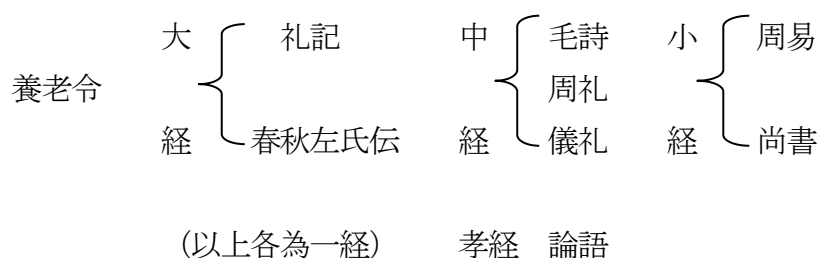 大 礼記 中 毛詩 小 周易
養老令 周礼
経 春秋左氏伝 経 儀礼 経 尚書
（以上各為一経） 孝経 論語